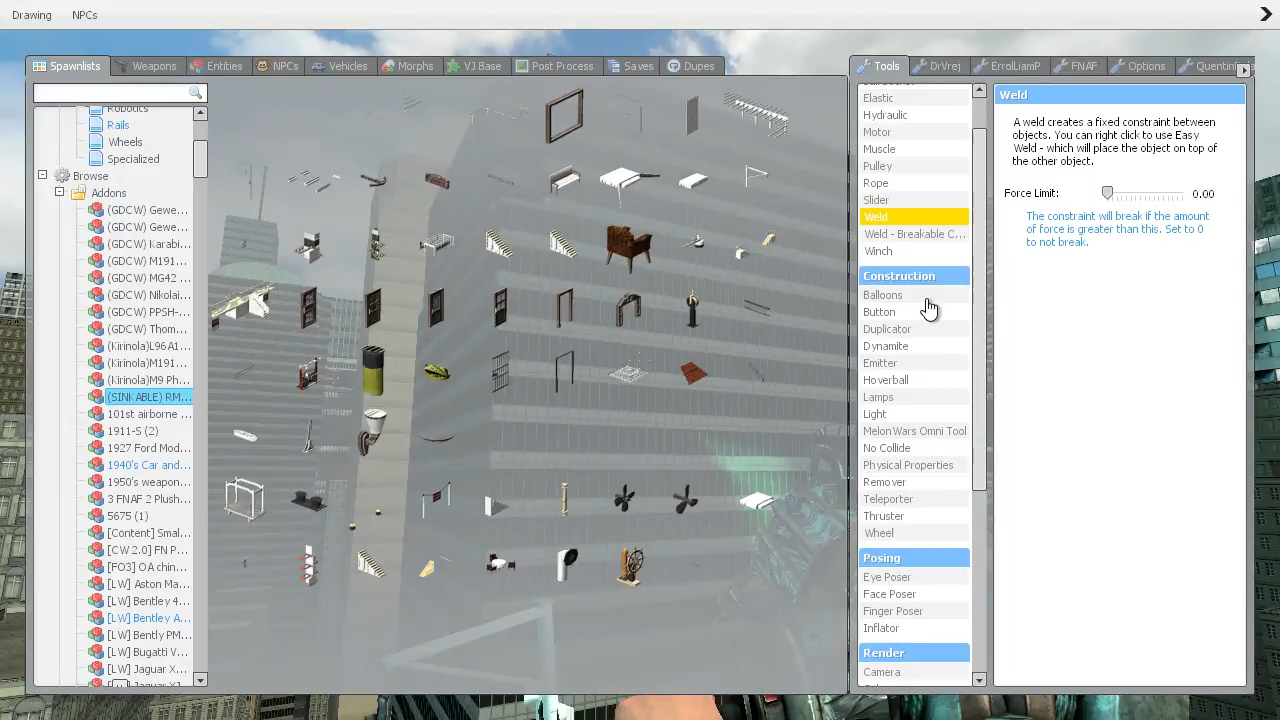 Drawing NPCs
Spawnlists Weapons Entities NPCs Vehicles Morphs VJ Base Post Process Saves Dupes
Tools DrVrej ErrolLiamP FNAF Options
Rails
Wheels
Specialized
Browse
Addons
(GDCW) Gewe...
(GDCW) Gewe...
(GDCW) Karabi...
(GDCW) M191...
(GDCW) MG42...
(GDCW) Nikolai...
(GDCW) PPSH-...
(GDCW) Thom...
(Kirinola)L96A1...
(Kirinola)M191...
(Kirinola)M9 Ph...
(SINKABLE) RM...
101st airborne ...
1911-S (2)
1927 Ford Mod...
1940's Car and...
1950's weapon...
3 FNAF 2 Plush...
5675 (1)
[Content] Smal...
[CW 2.0] FN P...
[FO3] OA ...
[LW] Aston Ma...
[LW] Bentley 4...
[LW] Bentley A...
[LW] Bently PM...
[LW] Bugatti V...
[LW] Jaguar X...
Elastic
Hydraulic
Motor
Muscle
Pulley
Rope
Slider
Weld
Weld - Breakable C...
Winch
Construction
Balloons
Button
Duplicator
Dynamite
Emitter
Hoverball
Lamps
Light
MelonWars Omni Tool
No Collide
Physical Properties
Remover
Teleporter
Thruster
Wheel
Posing
Eye Poser
Face Poser
Finger Poser
Inflator
Render
Camera
Weld
A weld creates a fixed constraint between
objects. You can right click to use Easy
Weld - which will place the object on top of
the other object.
Force Limit: 0.00
The constraint will break if the amount
of force is greater than this. Set to 0
to not break.